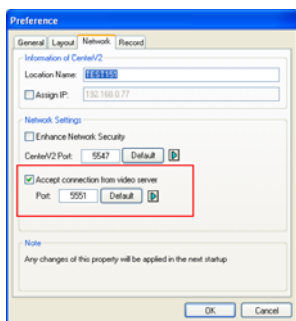 Preference
General Layout Network Record
Information of CenterV2
Location Name: TEST151
Assign IP: 192.168.0.77
Network Settings
Enhance Network Security
CenterV2 Port: 5547 Default
Accept connection from video server
Port: 5551 Default
Note
Any changes of this property will be applied in the next startup
OK Cancel